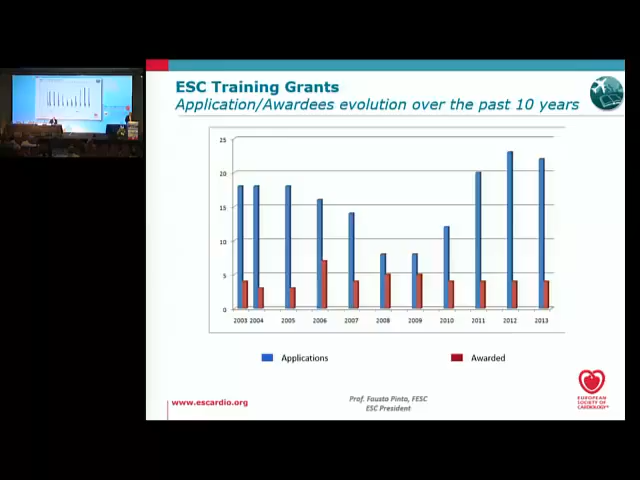 ESC Training Grants
Application/Awardees evolution over the past 10 years
25
20
15
10
5
0
2003 2004 2005 2006 2007 2008 2009 2010 2011 2012 2013
Applications
Awarded
www.escardio.org
Prof. Fausto Pinto, FESC
ESC President
EUROPEAN
SOCIETY OF
CARDIOLOGY®